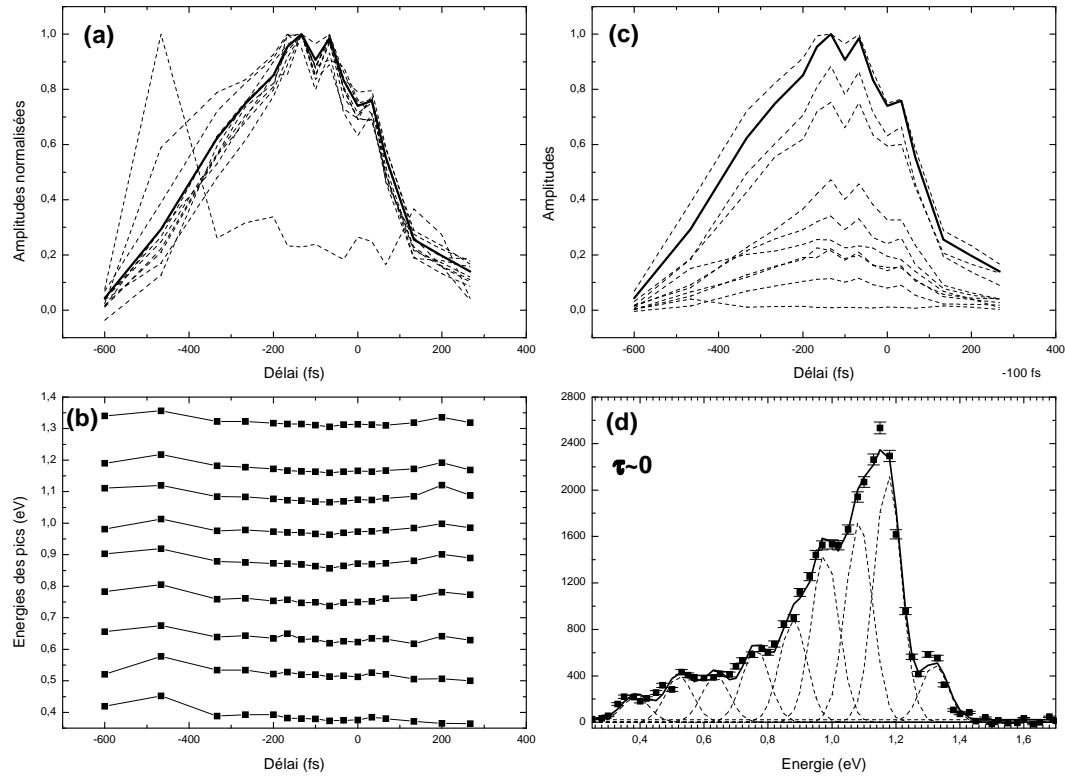 (a)
1,0
0,8
0,6
0,4
0,2
0,0
Amplitudes normalisées
-600 -400 -200 0 200 400
Délai (fs)
(c)
1,0
0,8
0,6
0,4
0,2
0,0
Amplitudes
-600 -400 -200 0 200 400
Délai (fs)
-100 fs
(b)
1,4
1,3
1,2
1,1
1,0
0,9
0,8
0,7
0,6
0,5
0,4
Energies des pics (eV)
-600 -400 -200 0 200 400
Délai (fs)
(d)
τ~0
2800
2400
2000
1600
1200
800
400
0
0,4 0,6 0,8 1,0 1,2 1,4 1,6
Energie (eV)